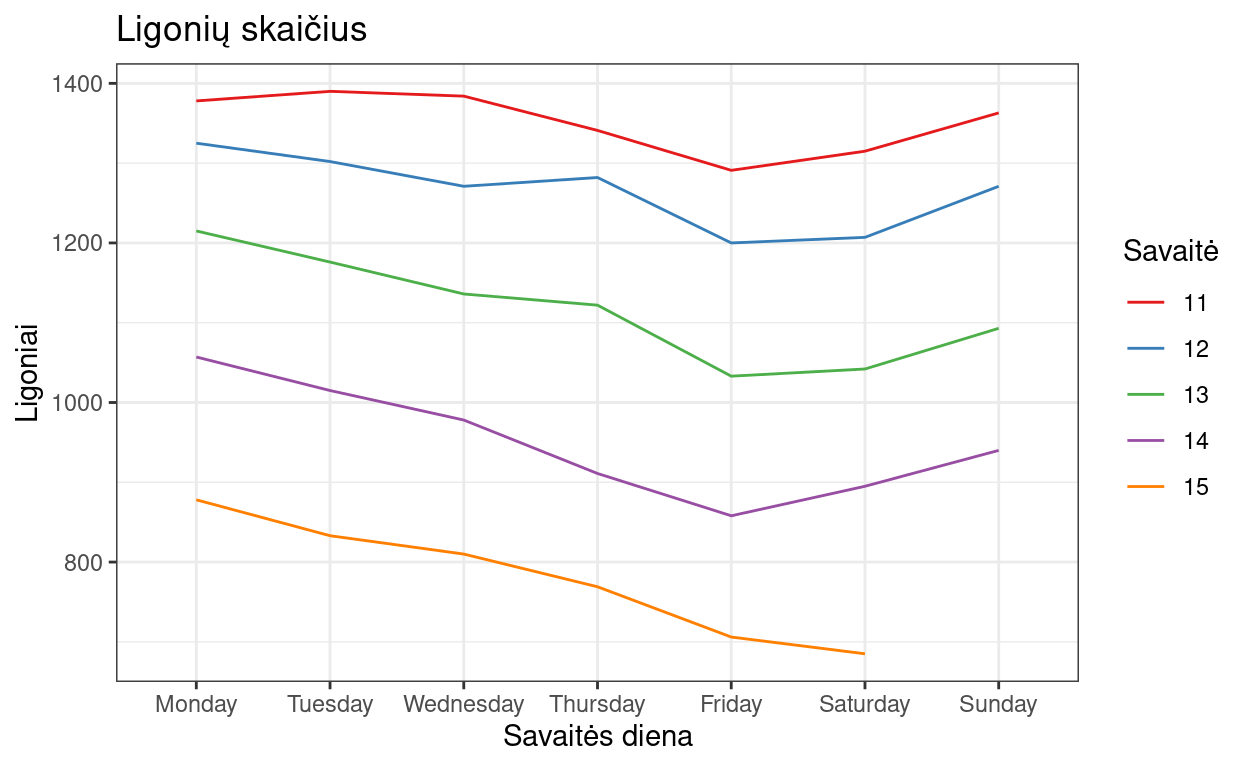 Ligonių skaičius
1400
1200
1000
800
Ligoniai
Monday Tuesday Wednesday Thursday Friday Saturday Sunday
Savaitės diena
Savaitė
11
12
13
14
15